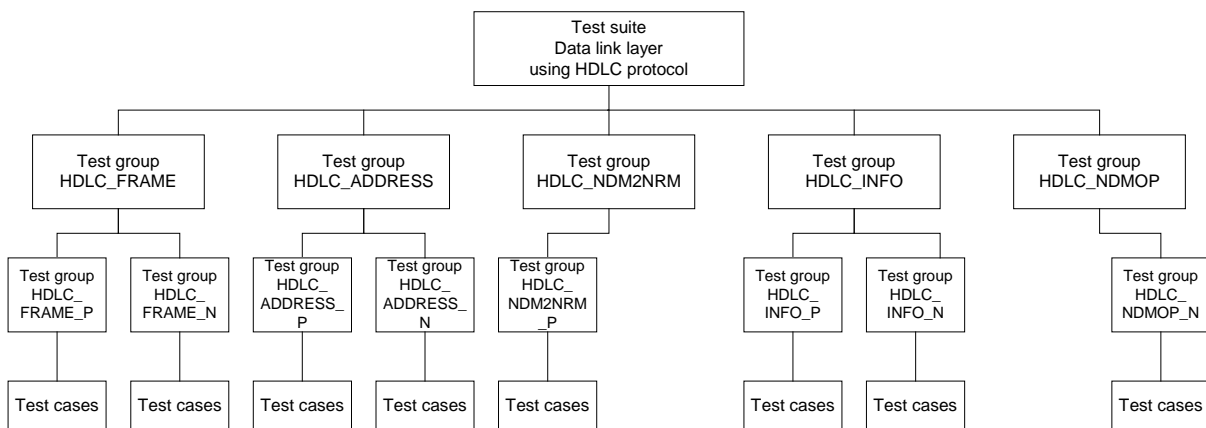 Test suite
Data link layer
using HDLC protocol
Test group
HDLC_FRAME
Test group
HDLC_ADDRESS
Test group
HDLC_NDM2NRM
Test group
HDLC_INFO
Test group
HDLC_NDMOP
Test group
HDLC_
FRAME_P
Test group
HDLC_
FRAME_N
Test group
HDLC_
ADDRESS_
P
Test group
HDLC_
ADDRESS_
N
Test group
HDLC_
NDM2NRM
_P
Test group
HDLC_
INFO_P
Test group
HDLC_
INFO_N
Test group
HDLC_
NDMOP_N
Test cases
Test cases
Test cases
Test cases
Test cases
Test cases
Test cases
Test cases